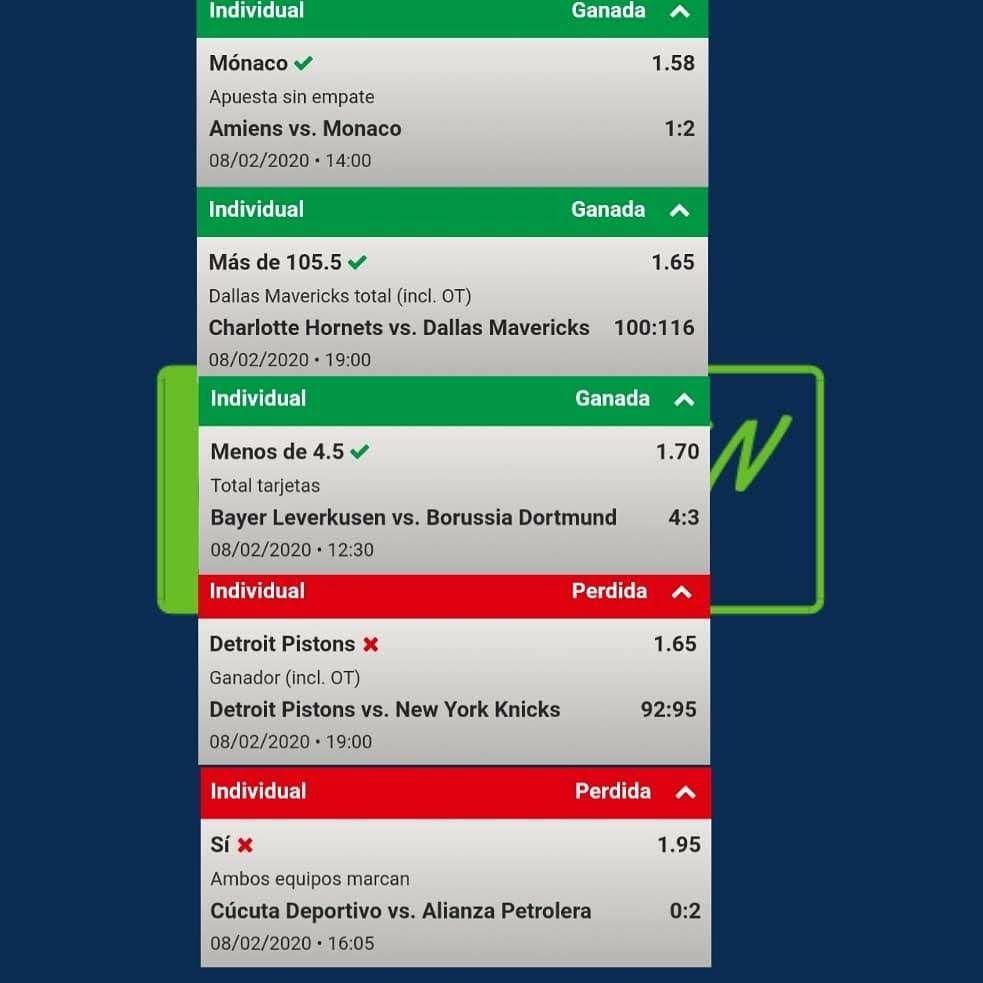 Individual Ganada
Mónaco 1.58
Apuesta sin empate
Amiens vs. Monaco 1:2
08/02/2020 • 14:00
Individual Ganada
Más de 105.5 1.65
Dallas Mavericks total (incl. OT)
Charlotte Hornets vs. Dallas Mavericks 100:116
08/02/2020 • 19:00
Individual Ganada
Menos de 4.5 1.70
Total tarjetas
Bayer Leverkusen vs. Borussia Dortmund 4:3
08/02/2020 • 12:30
Individual Perdida
Detroit Pistons 1.65
Ganador (incl. OT)
Detroit Pistons vs. New York Knicks 92:95
08/02/2020 • 19:00
Individual Perdida
Sí 1.95
Ambos equipos marcan
Cúcuta Deportivo vs. Alianza Petrolera 0:2
08/02/2020 • 16:05